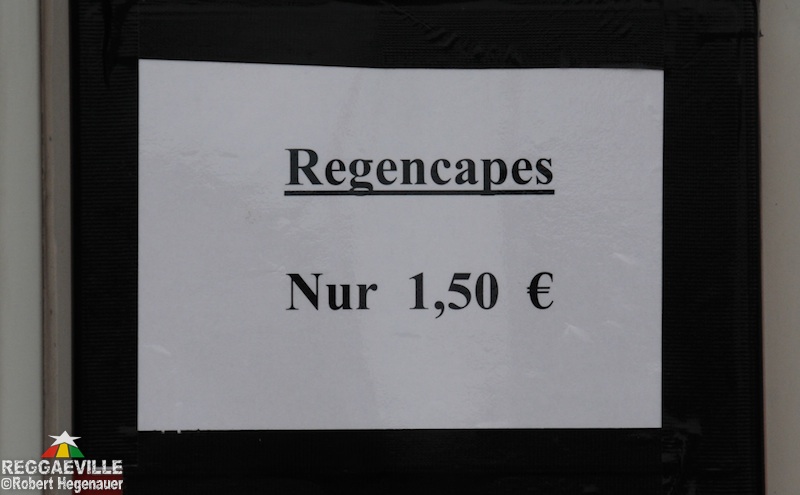 Regencapes
Nur 1,50 €
REGGAEVILLE
©Robert Hegenauer